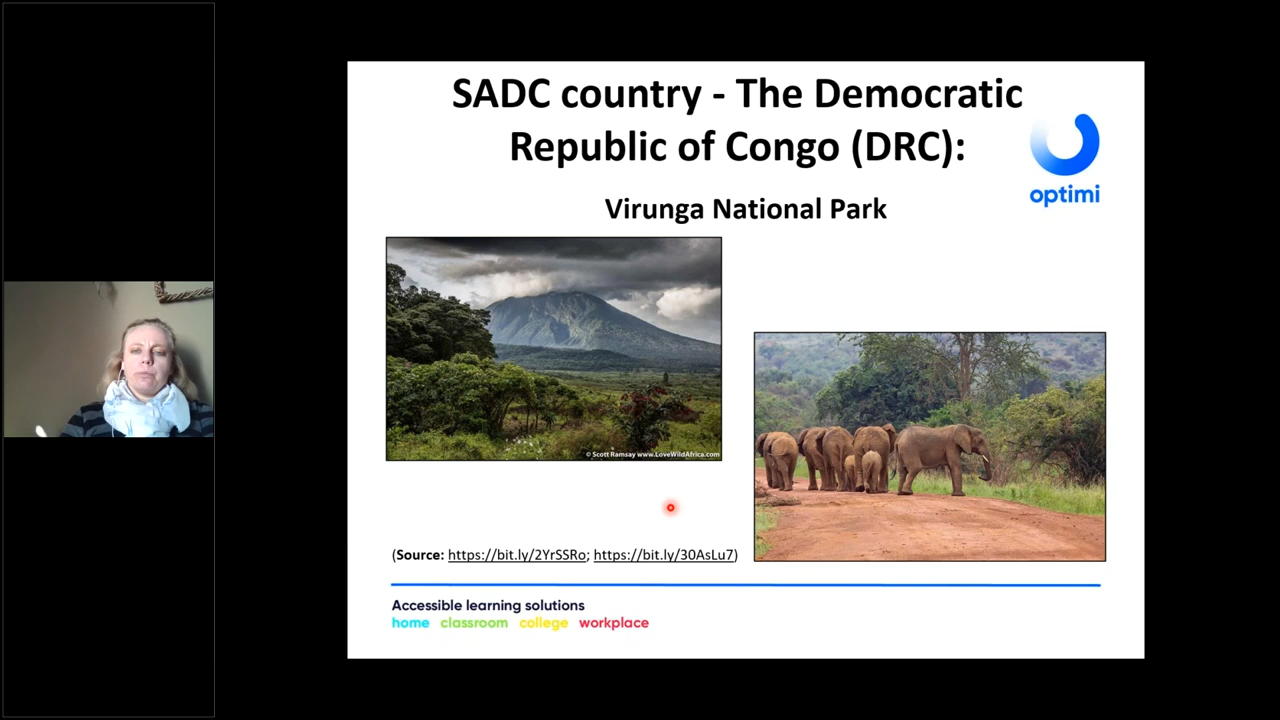 SADC country - The Democratic
Republic of Congo (DRC):
optimi
Virunga National Park
© Scott Ramsay www.LoveWildAfrica.com
(Source: https://bit.ly/2YrSSRo; https://bit.ly/30AsLu7)
Accessible learning solutions
home classroom college workplace